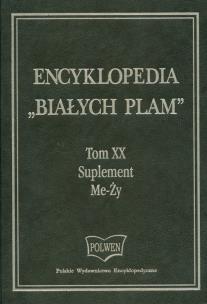 ENCYKLOPEDIA
„BIAŁYCH PLAM”
Tom XX
Suplement
Me-Ży
POLWEN
Polskie Wydawnictwo Encyklopedyczne